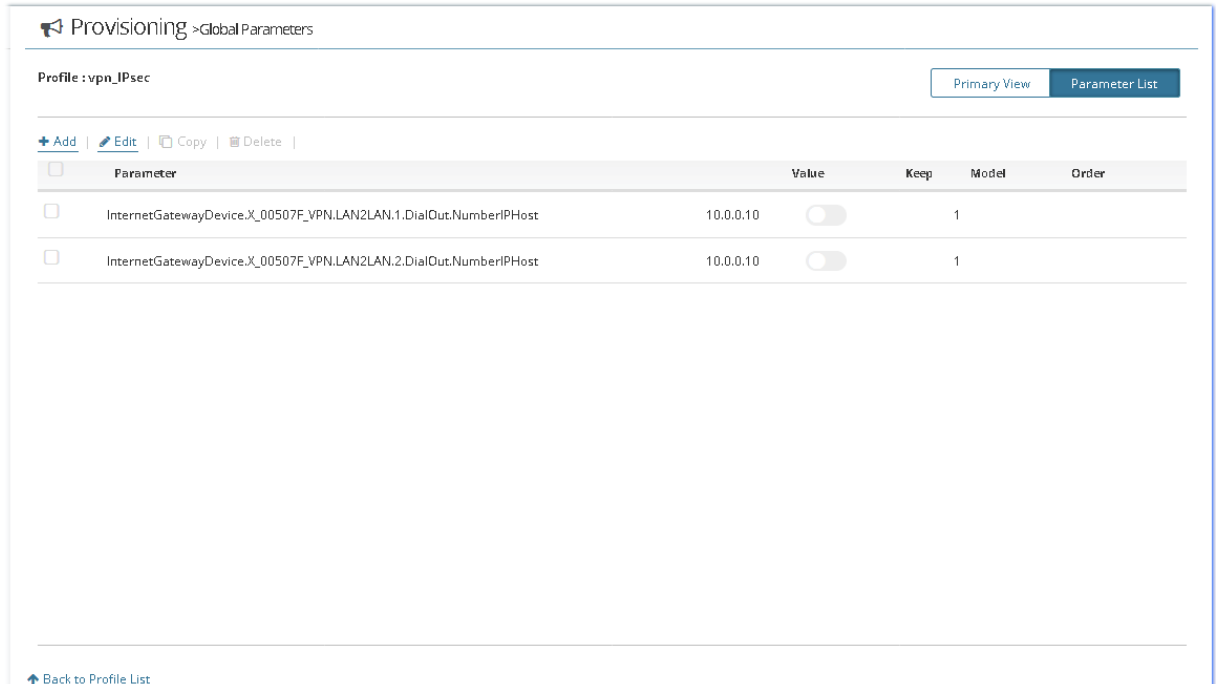 Provisioning >Global Parameters
Profile : vpn_IPsec
Primary View Parameter List
Add | Edit | Copy | Delete |
Parameter Value Keep Model Order
InternetGatewayDevice.X_00507F_VPN.LAN2LAN.1.DialOut.NumberIPHost 10.0.0.10 1
InternetGatewayDevice.X_00507F_VPN.LAN2LAN.2.DialOut.NumberIPHost 10.0.0.10 1
Back to Profile List